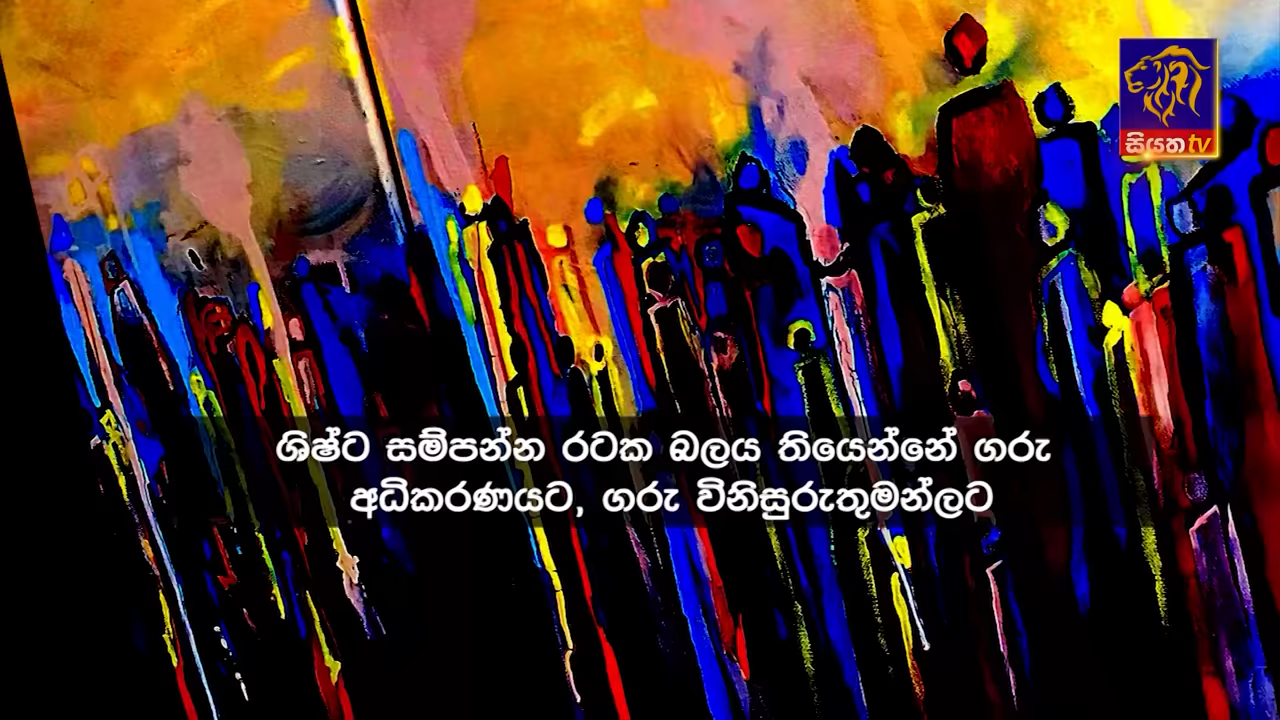 සියත tv
ශිෂ්ට සම්පන්න රටක බලය තියෙන්නේ ගරු
අධිකරණයට, ගරු විනිසුරුතුමන්ලට